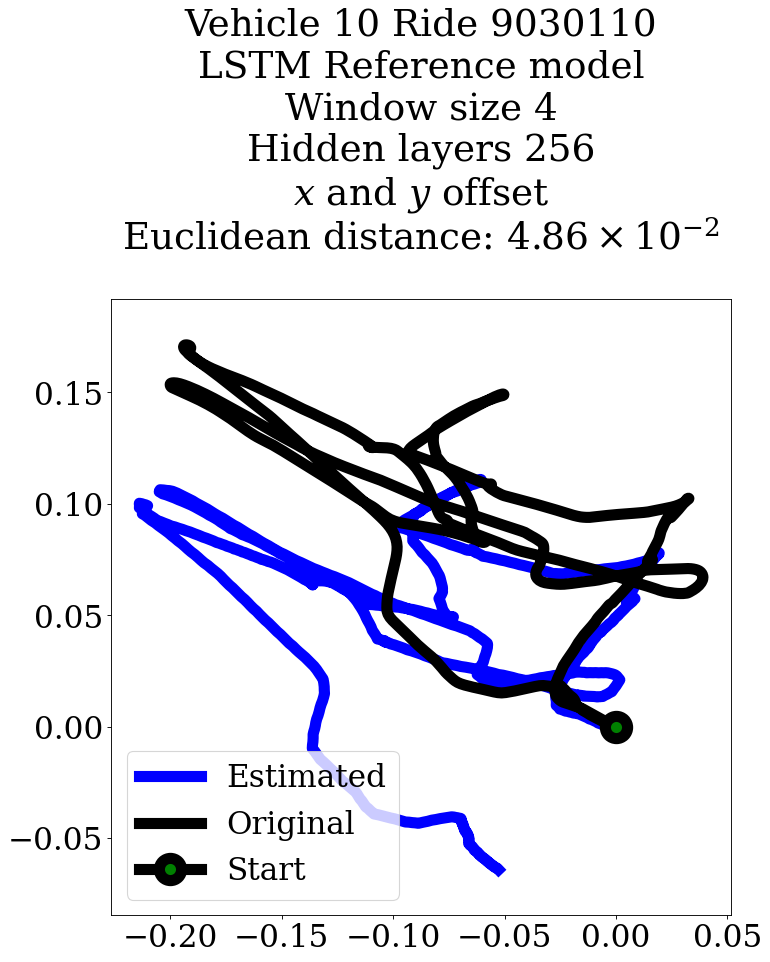 Vehicle 10 Ride 9030110
LSTM Reference model
Window size 4
Hidden layers 256
x and y offset
Euclidean distance: 4.86 × 10⁻²
0.15
0.10
0.05
0.00
−0.05
Estimated
Original
Start
−0.20 −0.15 −0.10 −0.05 0.00 0.05